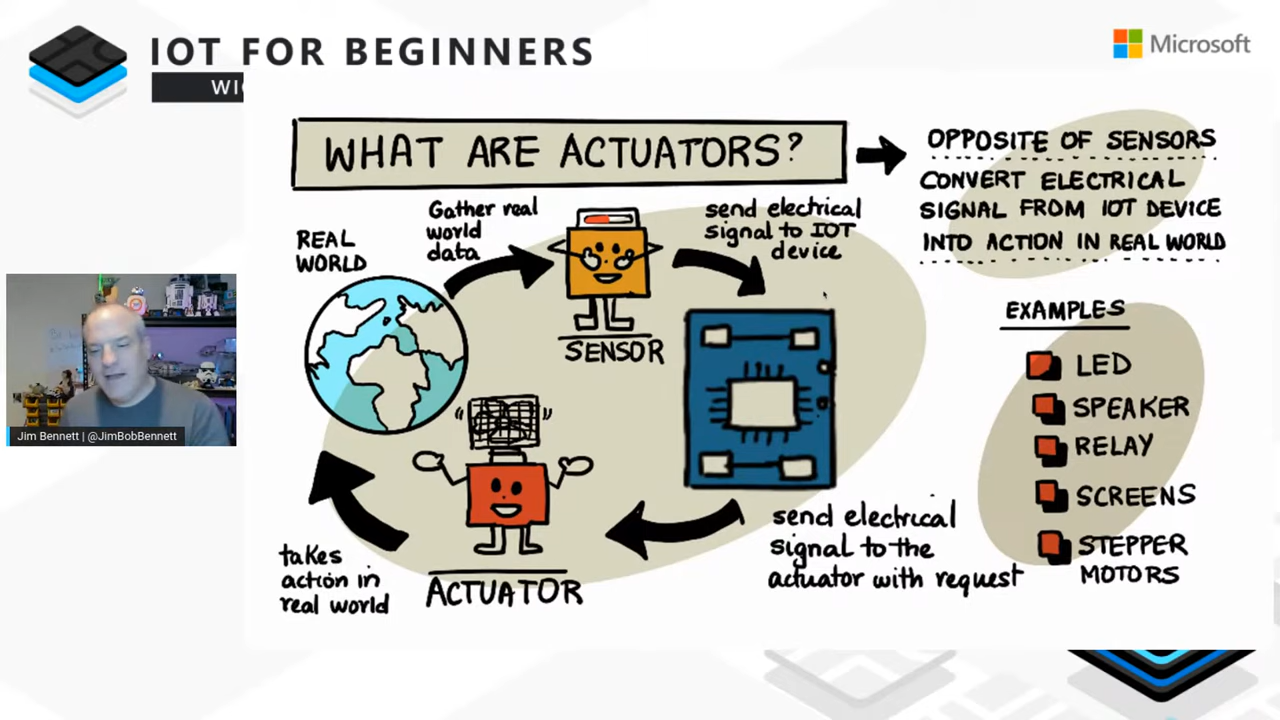 IOT FOR BEGINNERS
Microsoft
WHAT ARE ACTUATORS?
OPPOSITE OF SENSORS
CONVERT ELECTRICAL
SIGNAL FROM IOT DEVICE
INTO ACTION IN REAL WORLD
REAL
WORLD
Gather real
world
data
send electrical
signal to IOT
device
SENSOR
EXAMPLES
LED
SPEAKER
RELAY
SCREENS
STEPPER
MOTORS
send electrical
signal to the
actuator with request
takes
action in
real world
ACTUATOR
Jim Bennett | @JimBobBennett